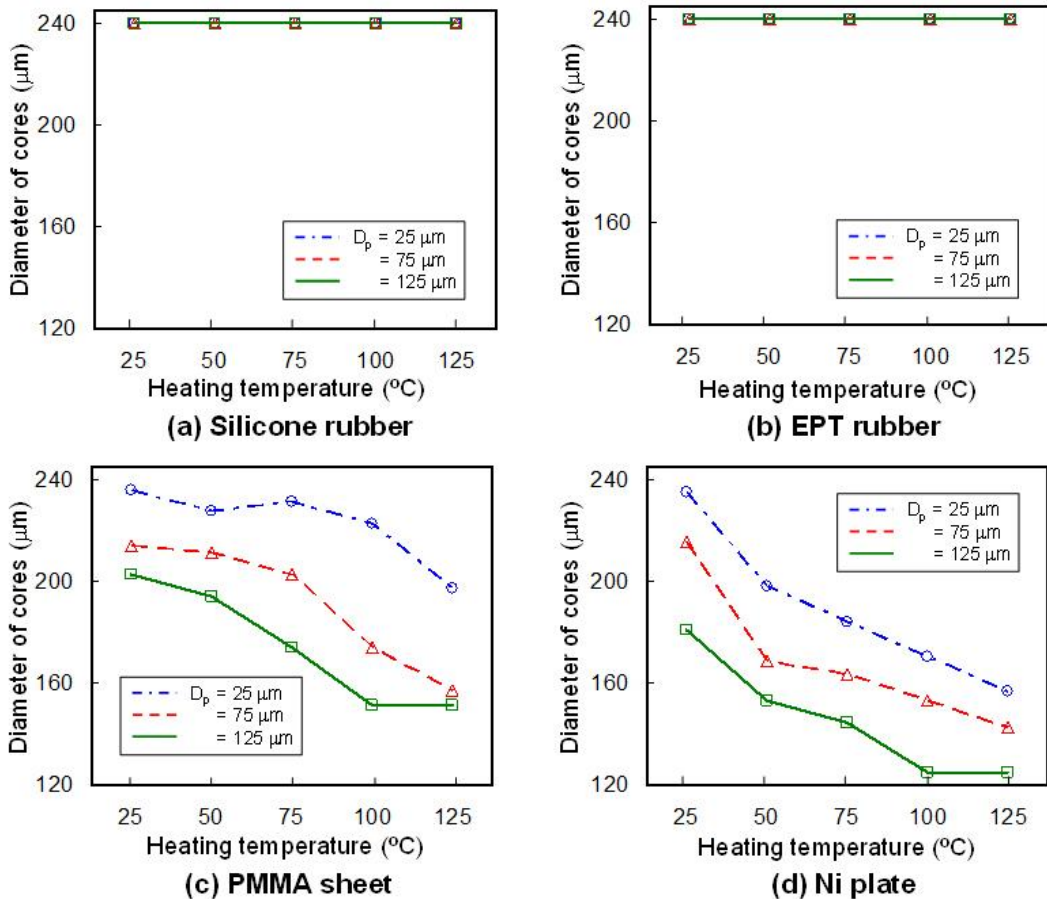 Diameter of cores (μm)
240
200
160
120
D_p = 25 μm
= 75 μm
= 125 μm
25 50 75 100 125
Heating temperature (ºC)
(a) Silicone rubber
Diameter of cores (μm)
240
200
160
120
D_p = 25 μm
= 75 μm
= 125 μm
25 50 75 100 125
Heating temperature (ºC)
(b) EPT rubber
Diameter of cores (μm)
240
200
160
120
D_p = 25 μm
= 75 μm
= 125 μm
25 50 75 100 125
Heating temperature (ºC)
(c) PMMA sheet
Diameter of cores (μm)
240
200
160
120
D_p = 25 μm
= 75 μm
= 125 μm
25 50 75 100 125
Heating temperature (ºC)
(d) Ni plate